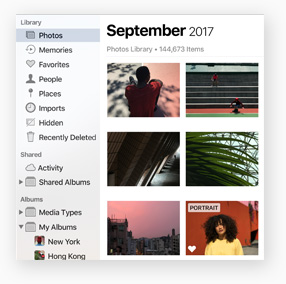 Library
Photos
Memories
Favorites
People
Places
Imports
Hidden
Recently Deleted
Shared
Activity
Shared Albums
Albums
Media Types
My Albums
New York
Hong Kong
September 2017
Photos Library • 144,673 Items
PORTRAIT